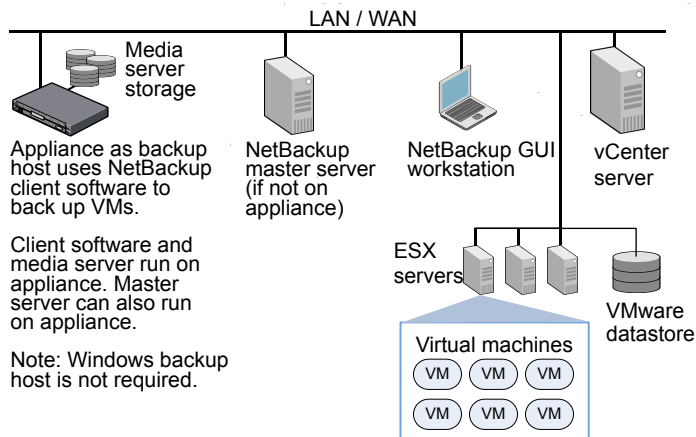 LAN / WAN
Media
server
storage
Appliance as backup
host uses NetBackup
client software to
back up VMs.
Client software and
media server run on
appliance. Master
server can also run
on appliance.
Note: Windows backup
host is not required.
NetBackup
master server
(if not on
appliance)
NetBackup GUI
workstation
vCenter
server
ESX
servers
VMware
datastore
Virtual machines
VM VM VM
VM VM VM